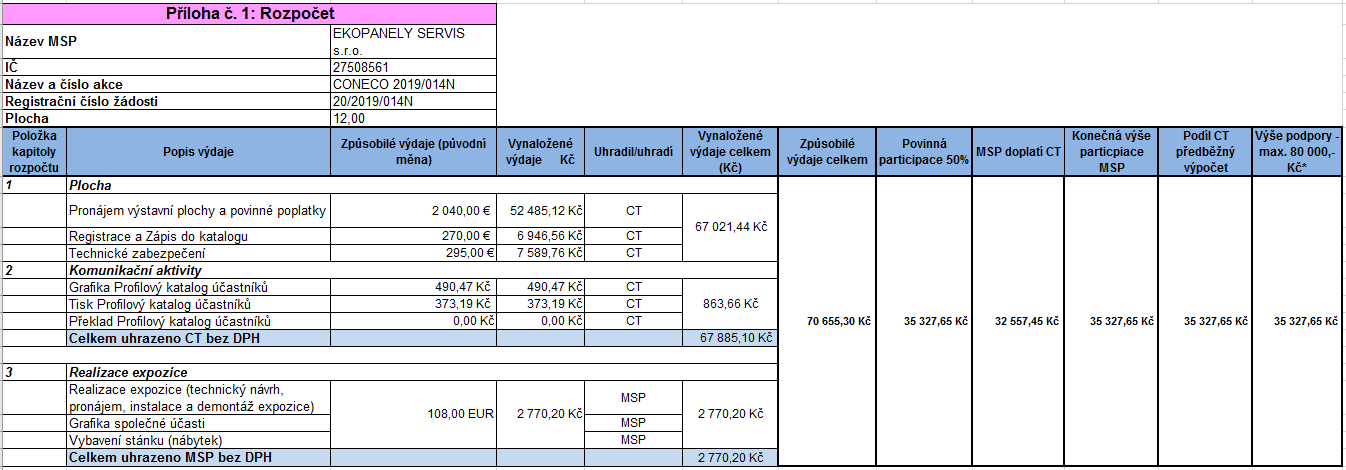 Příloha č. 1: Rozpočet
Název MSP
EKOPANELY SERVIS
s.r.o.
IČ
27508561
Název a číslo akce
CONECO 2019/014N
Registrační číslo žádosti
20/2019/014N
Plocha
12,00
Položka
kapitoly
rozpočtu
Popis výdaje
Způsobilé výdaje (původní
měna)
Vynaložené
výdaje Kč
Uhradil/uhradí
Vynaložené
výdaje celkem
(Kč)
Způsobilé
výdaje celkem
Povinná
participace 50%
MSP doplatí CT
Konečná výše
particpiace
MSP
Podíl CT
předběžný
výpočet
Výše podpory -
max. 80 000,-
Kč*
1 Plocha
Pronájem výstavní plochy a povinné poplatky 2 040,00 € 52 485,12 Kč CT
67 021,44 Kč
Registrace a Zápis do katalogu 270,00 € 6 946,56 Kč CT
Technické zabezpečení 295,00 € 7 589,76 Kč CT
2 Komunikační aktivity
Grafika Profilový katalog účastníků 490,47 Kč 490,47 Kč CT
Tisk Profilový katalog účastníků 373,19 Kč 373,19 Kč CT 863,66 Kč
Překlad Profilový katalog účastníků 0,00 Kč 0,00 Kč CT
70 655,30 Kč 35 327,65 Kč 32 557,45 Kč 35 327,65 Kč 35 327,65 Kč 35 327,65 Kč
Celkem uhrazeno CT bez DPH 67 885,10 Kč
3 Realizace expozice
Realizace expozice (technický návrh,
pronájem, instalace a demontáž expozice)
MSP
108,00 EUR 2 770,20 Kč 2 770,20 Kč
Grafika společné účasti MSP
Vybavení stánku (nábytek) MSP
Celkem uhrazeno MSP bez DPH 2 770,20 Kč